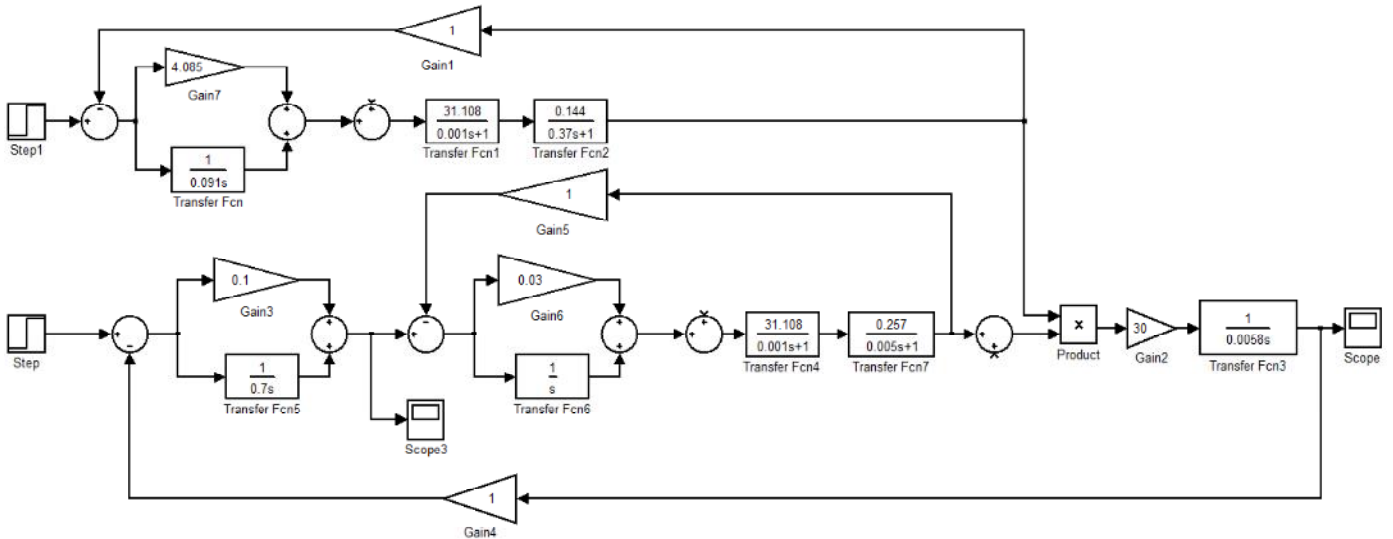 1
Gain1
4.085
Gain7
+
-
+
+
+
31.108
0.001s+1
0.144
0.37s+1
Step1
Transfer Fcn1
Transfer Fcn2
1
0.091s
Transfer Fcn
1
Gain5
0.1
Gain3
0.03
Gain6
+
-
+
+
+
-
+
+
+
+
31.108
0.001s+1
0.257
0.005s+1
+
x
Product
30
Gain2
1
0.0058s
Step
Transfer Fcn4
Transfer Fcn7
Transfer Fcn3
Scope
1
0.7s
Transfer Fcn5
1
s
Transfer Fcn6
Scope3
1
Gain4